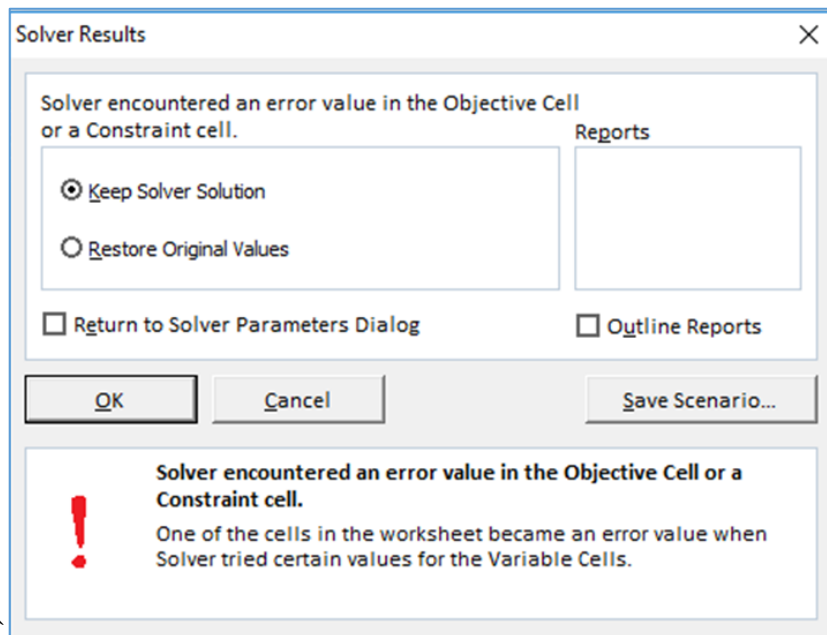 Solver Results
Solver encountered an error value in the Objective Cell
or a Constraint cell.
Reports
Keep Solver Solution
Restore Original Values
Return to Solver Parameters Dialog
Outline Reports
OK
Cancel
Save Scenario...
Solver encountered an error value in the Objective Cell or a
Constraint cell.
One of the cells in the worksheet became an error value when
Solver tried certain values for the Variable Cells.